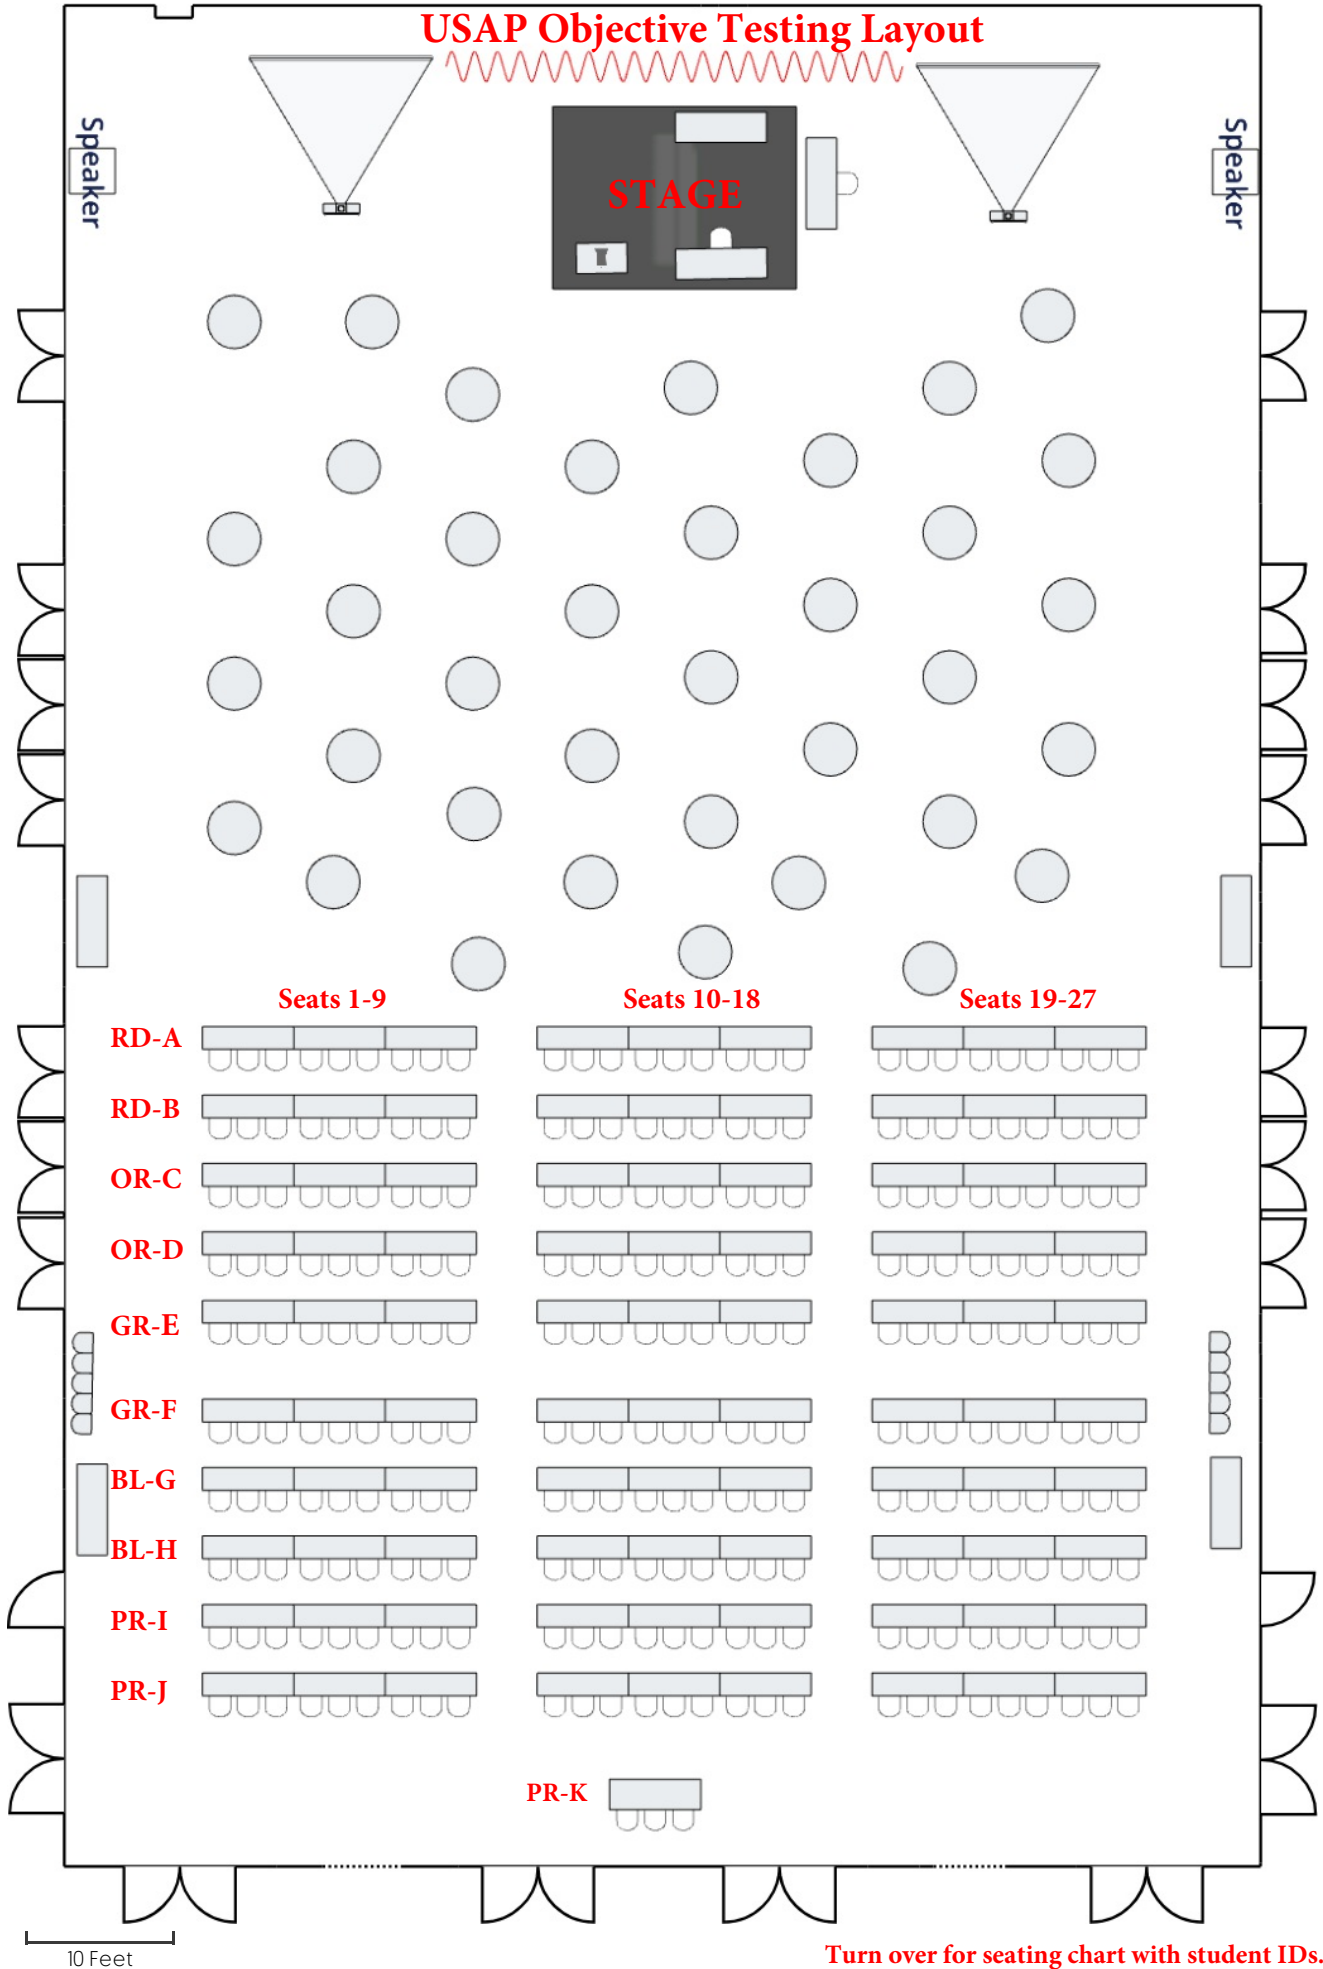 USAP Objective Testing Layout
Speaker
Speaker
STAGE
Seats 1-9
Seats 10-18
Seats 19-27
RD-A
RD-B
OR-C
OR-D
GR-E
GR-F
BL-G
BL-H
PR-I
PR-J
PR-K
10 Feet
Turn over for seating chart with student IDs.